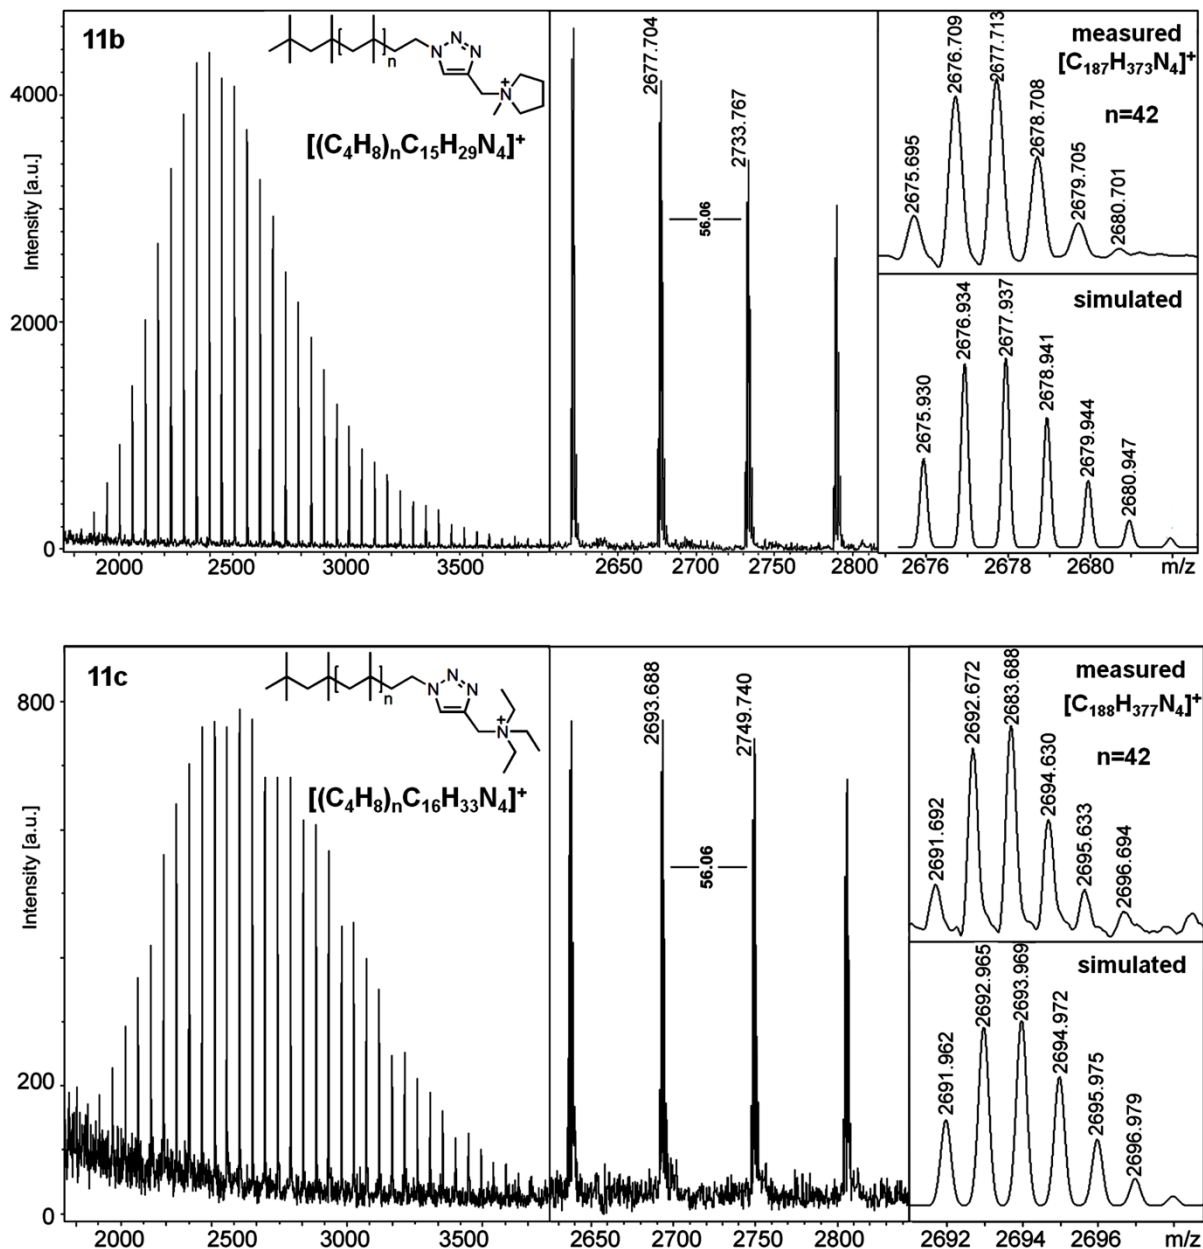 11b
Intensity [a.u.]
4000
2000
0
2000 2500 3000 3500
n
N N N
N+
[(C₄H₈)ₙC₁₅H₂₉N₄]⁺
2677.704
2733.767
56.06
2650 2700 2750 2800
measured
[C₁₈₇H₃₇₃N₄]⁺
n=42
2675.695
2676.709
2677.713
2678.708
2679.705
2680.701
simulated
2675.930
2676.934
2677.937
2678.941
2679.944
2680.947
2676 2678 2680 m/z
11c
Intensity [a.u.]
800
200
0
2000 2500 3000 3500
n
N N N
N+
[(C₄H₈)ₙC₁₆H₃₃N₄]⁺
2693.688
2749.740
56.06
2650 2700 2750 2800
measured
[C₁₈₈H₃₇₇N₄]⁺
n=42
2691.692
2692.672
2683.688
2694.630
2695.633
2696.694
simulated
2691.962
2692.965
2693.969
2694.972
2695.975
2696.979
2692 2694 2696 m/z